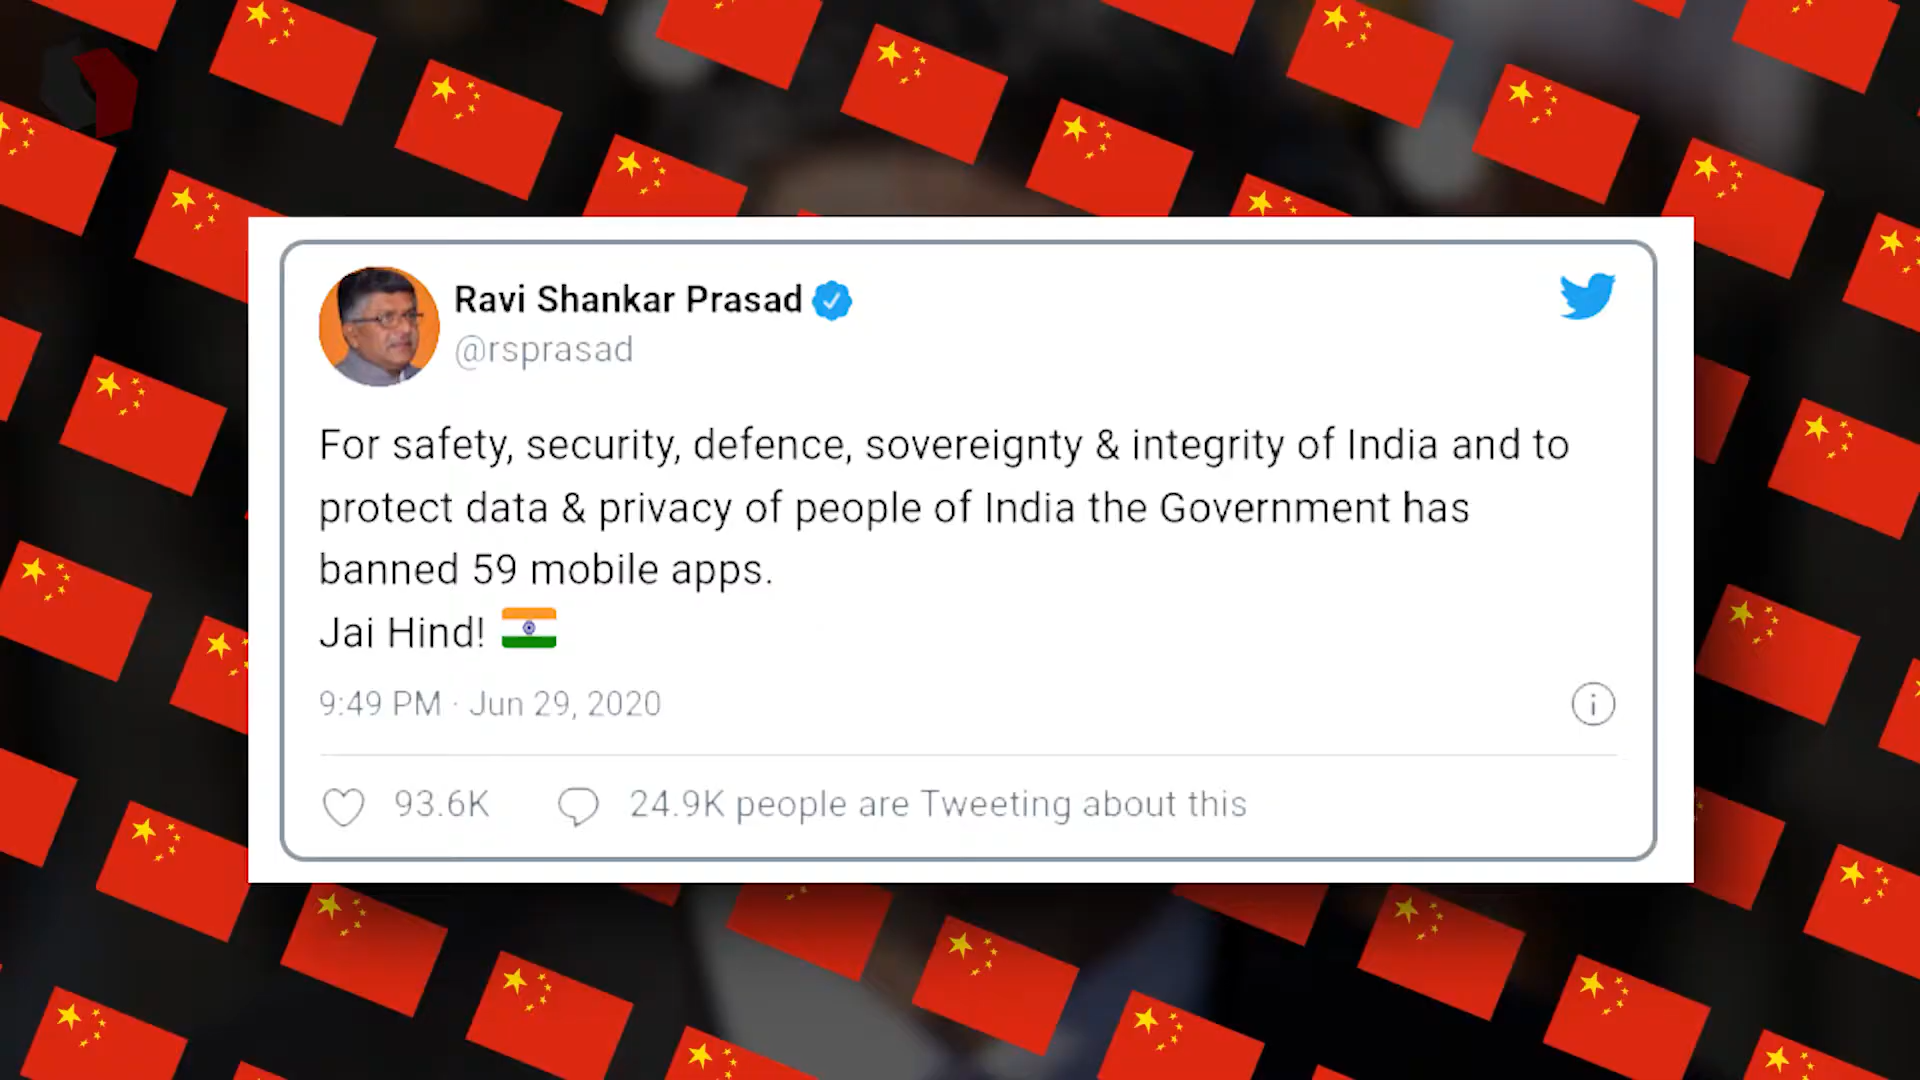 Ravi Shankar Prasad
@rsprasad
For safety, security, defence, sovereignty & integrity of India and to
protect data & privacy of people of India the Government has
banned 59 mobile apps.
Jai Hind!
9:49 PM · Jun 29, 2020
93.6K 24.9K people are Tweeting about this